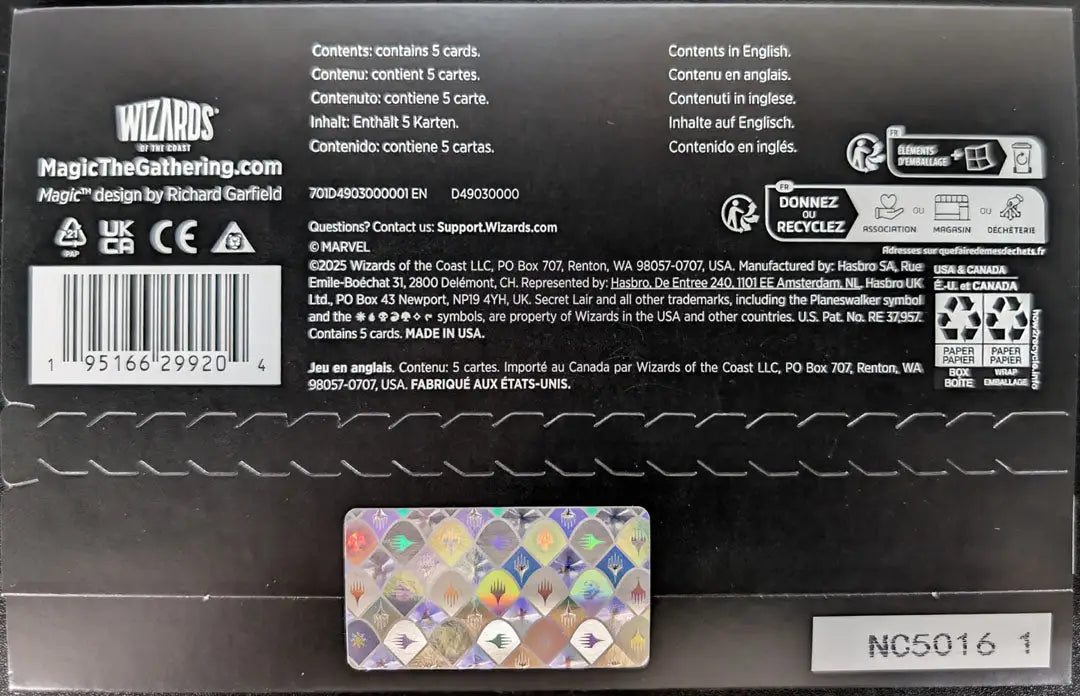 WIZARDS
OF THE COAST
MagicTheGathering.com
Magic™ design by Richard Garfield
21
PAP
UK
CA
CE
1 95166 29920 4
Contents: contains 5 cards.
Contenu: contient 5 cartes.
Contenuto: contiene 5 carte.
Inhalt: Enthält 5 Karten.
Contenido: contiene 5 cartas.
Contents in English.
Contenu en anglais.
Contenuti in inglese.
Inhalte auf Englisch.
Contenido en inglés.
701D4903000001 EN D49030000
Questions? Contact us: Support.Wizards.com
© MARVEL
©2025 Wizards of the Coast LLC, PO Box 707, Renton, WA 98057-0707, USA. Manufactured by: Hasbro SA, Rue
Emile-Boéchat 31, 2800 Delémont, CH. Represented by: Hasbro, De Entree 240, 1101 EE Amsterdam, NL. Hasbro UK
Ltd., PO Box 43 Newport, NP19 4YH, UK. Secret Lair and all other trademarks, including the Planeswalker symbol
and the symbols, are property of Wizards in the USA and other countries. U.S. Pat. No. RE 37,957.
Contains 5 cards. MADE IN USA.
Jeu en anglais. Contenu: 5 cartes. Importé au Canada par Wizards of the Coast LLC, PO Box 707, Renton, WA
98057-0707, USA. FABRIQUÉ AUX ÉTATS-UNIS.
FR
ÉLÉMENTS
D'EMBALLAGE
FR
DONNEZ
OU
RECYCLEZ
ASSOCIATION
OU
MAGASIN
OU
DÉCHÈTERIE
Adresses sur quefairedemesdechets.fr
USA & CANADA
É.-U. et CANADA
PAPER
PAPIER
BOX
BOÎTE
PAPER
PAPIER
WRAP
EMBALLAGE
how2recycle.info
NC5016 1